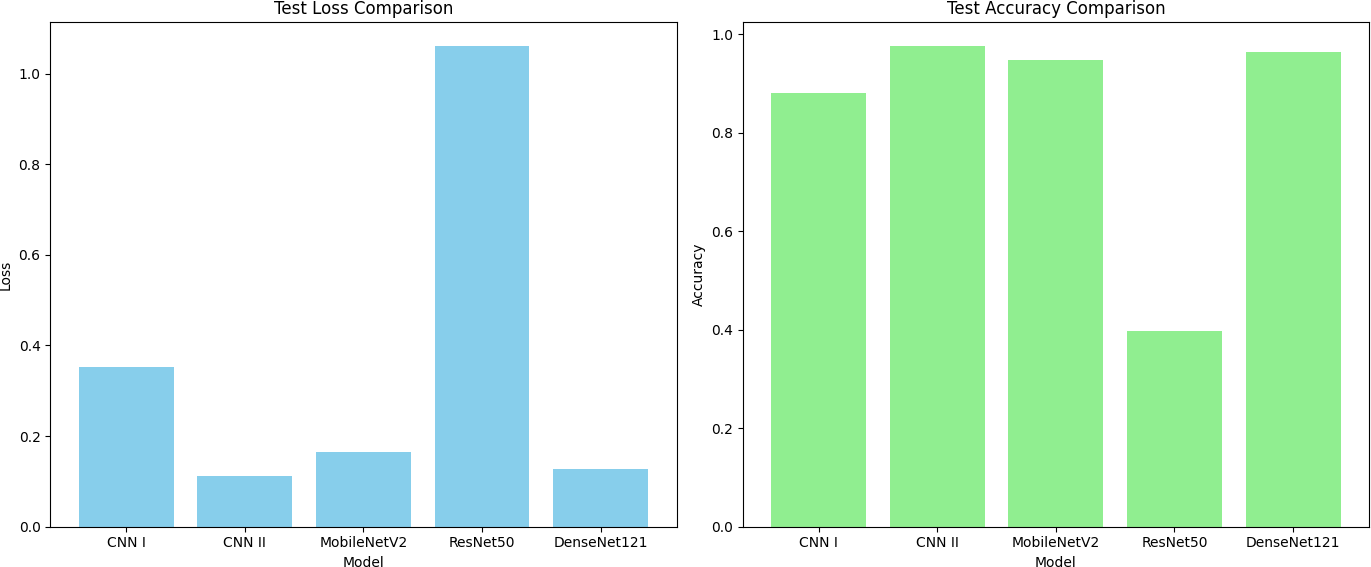 Test Loss Comparison
1.0
0.8
0.6
0.4
0.2
0.0
Loss
CNN I CNN II MobileNetV2 ResNet50 DenseNet121
Model
Test Accuracy Comparison
1.0
0.8
0.6
0.4
0.2
0.0
Accuracy
CNN I CNN II MobileNetV2 ResNet50 DenseNet121
Model